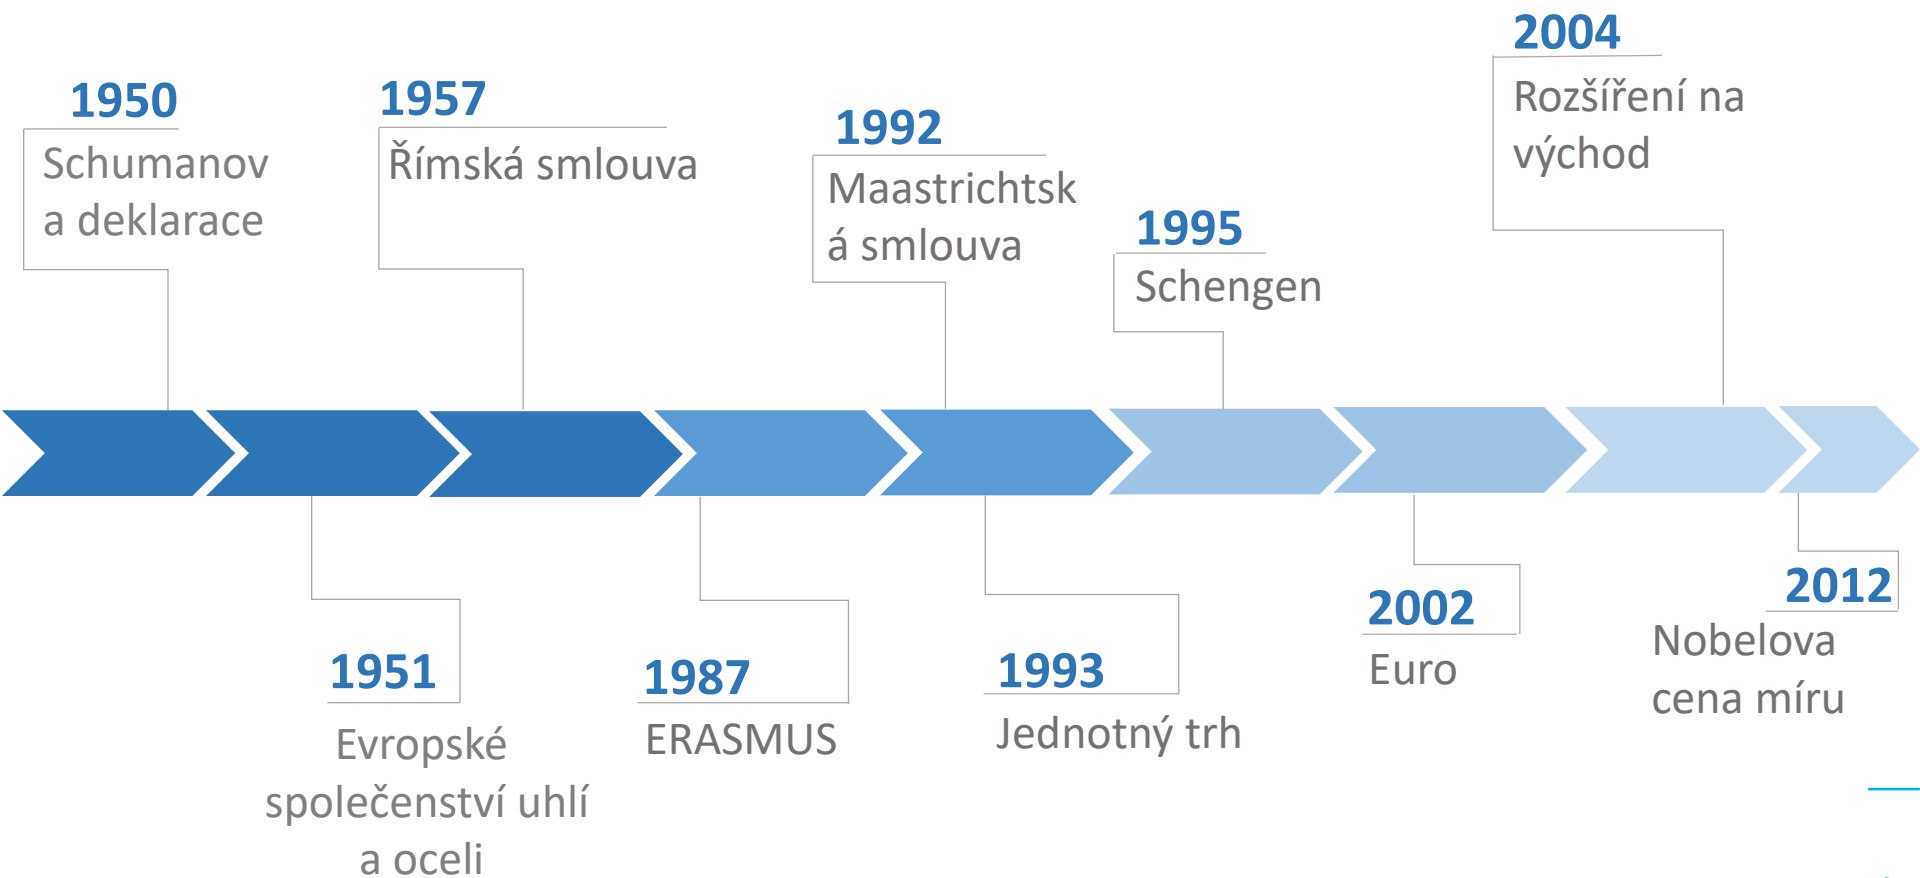 1950
Schumanov
a deklarace
1951
Evropské
společenství uhlí
a oceli
1957
Římská smlouva
1987
ERASMUS
1992
Maastrichtsk
á smlouva
1993
Jednotný trh
1995
Schengen
2002
Euro
2004
Rozšíření na
východ
2012
Nobelova
cena míru